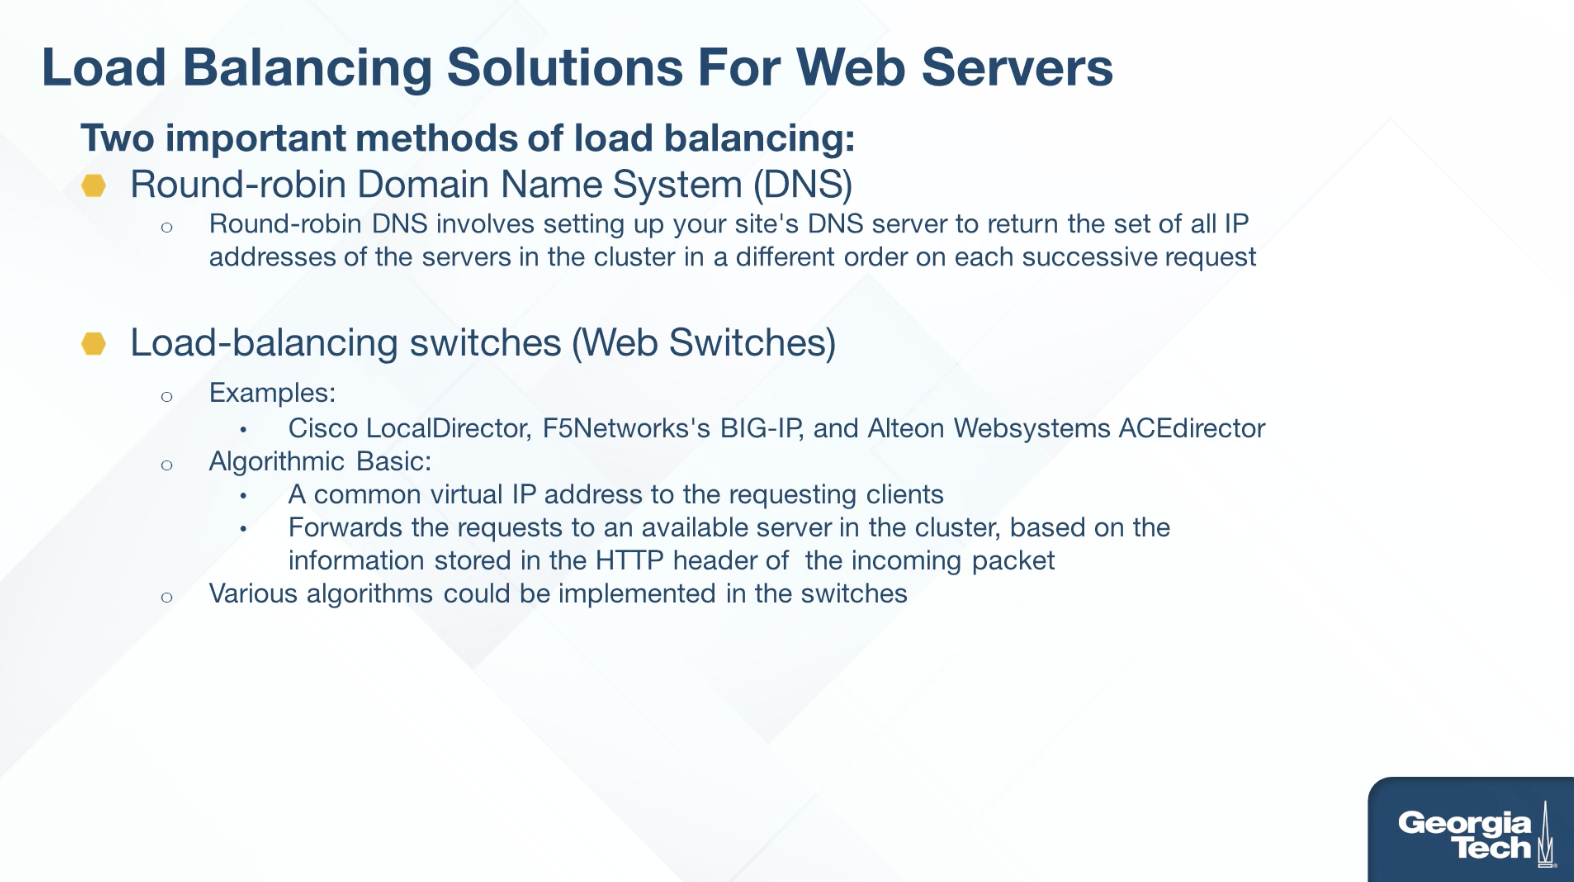 Load Balancing Solutions For Web Servers
Two important methods of load balancing:
Round-robin Domain Name System (DNS)
Round-robin DNS involves setting up your site's DNS server to return the set of all IP
addresses of the servers in the cluster in a different order on each successive request
Load-balancing switches (Web Switches)
Examples:
Cisco LocalDirector, F5Networks's BIG-IP, and Alteon Websystems ACEdirector
Algorithmic Basic:
A common virtual IP address to the requesting clients
Forwards the requests to an available server in the cluster, based on the
information stored in the HTTP header of  the incoming packet
Various algorithms could be implemented in the switches
Georgia
Tech